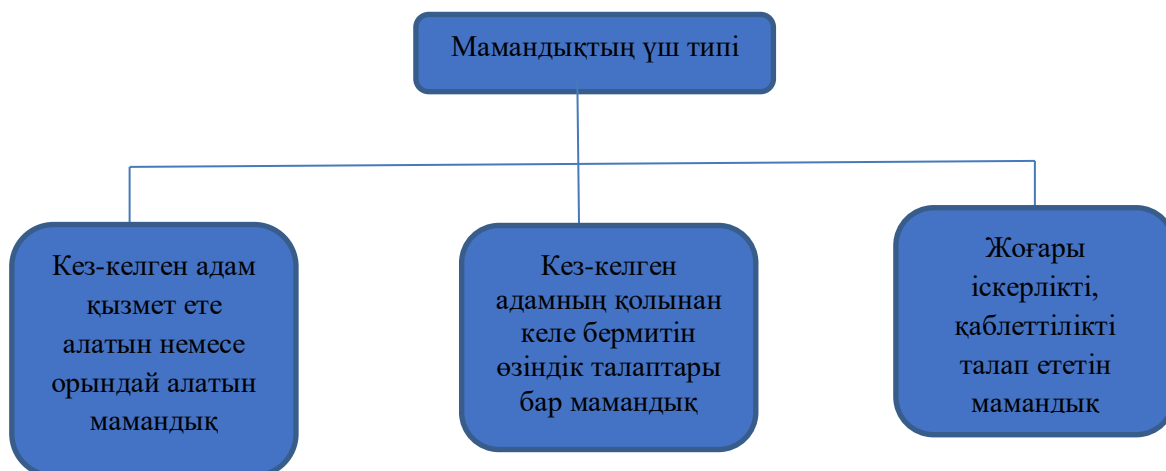 Мамандықтың үш типі
Кез-келген адам
қызмет ете
алатын немесе
орындай алатын
мамандық
Кез-келген
адамның қолынан
келе бермитін
өзіндік талаптары
бар мамандық
Жоғары
іскерлікті,
қаблеттілікті
талап ететін
мамандық